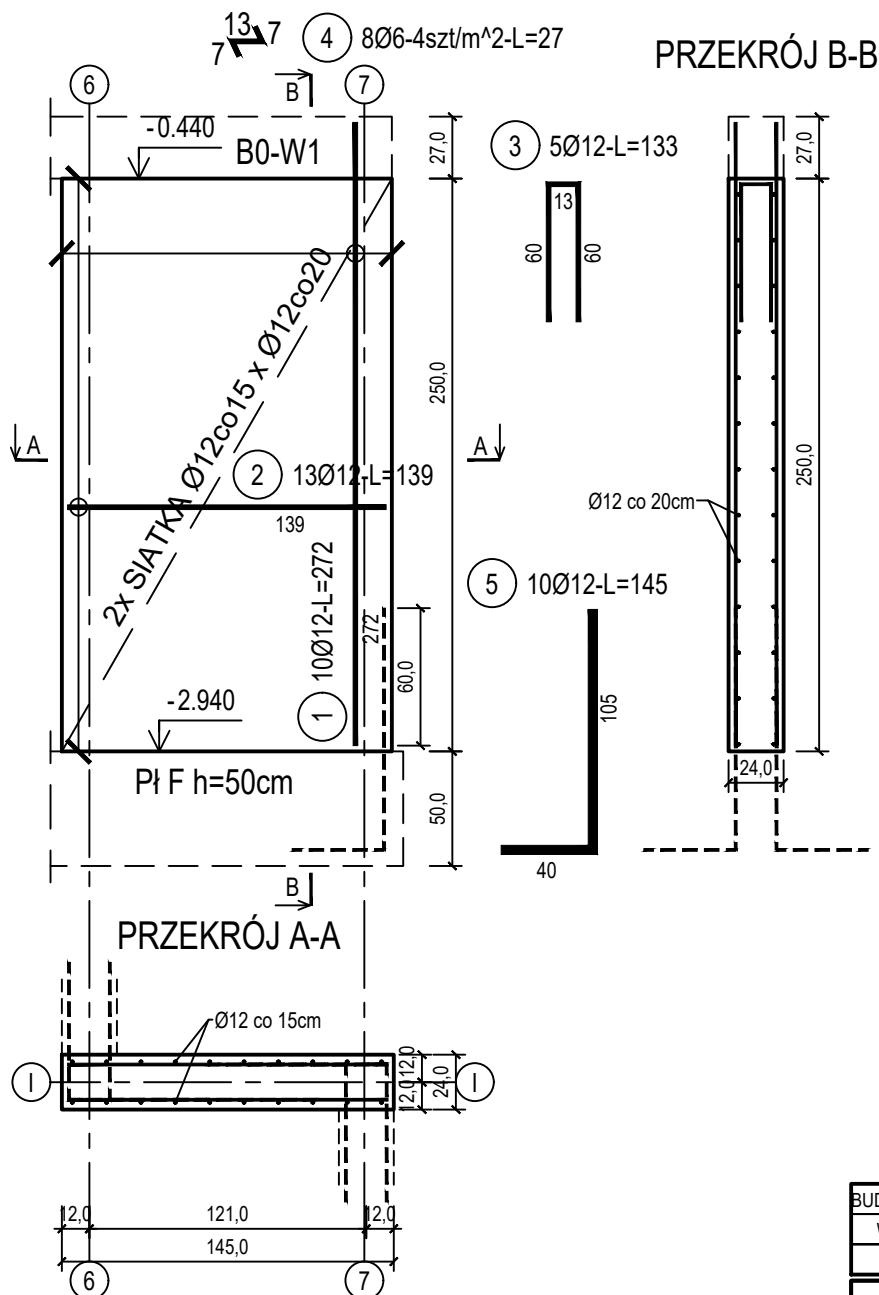 13
7
7
4
8Ø6-4szt/m^2-L=27
PRZEKRÓJ B-B
6
B
7
-0.440
B0-W1
27,0
3
5Ø12-L=133
27,0
13
60
60
2x SIATKA Ø12co15 x Ø12co20
250,0
250,0
A
A
2
13Ø12-L=139
139
Ø12 co 20cm
10Ø12-L=272
1
272
60,0
5
10Ø12-L=145
105
40
-2.940
Pł F h=50cm
50,0
24,0
B
PRZEKRÓJ A-A
Ø12 co 15cm
I
12,0
12,0
24,0
I
12,0
121,0
12,0
145,0
6
7